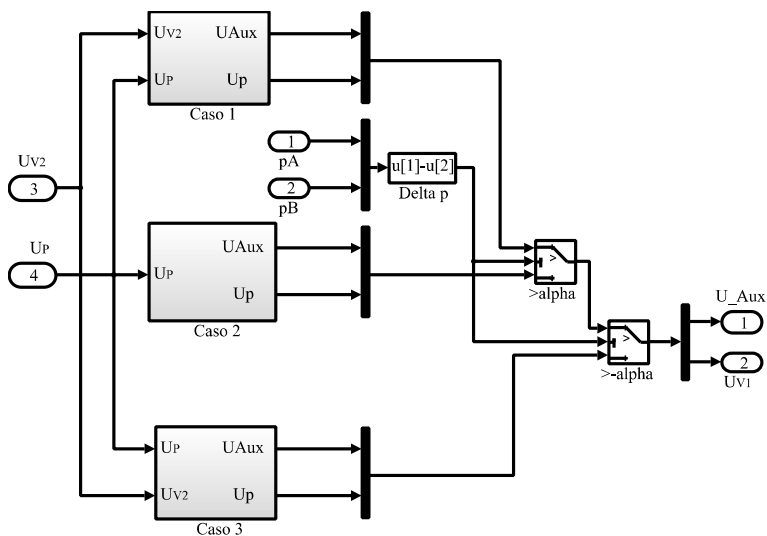 UV2 UAux
UP Up
Caso 1
1
pA
2
pB
u[1]-u[2]
Delta p
UV2
3
UP
4
UAux
UP
Up
Caso 2
>
>alpha
>
>-alpha
U_Aux
1
2
UV1
UP UAux
UV2 Up
Caso 3